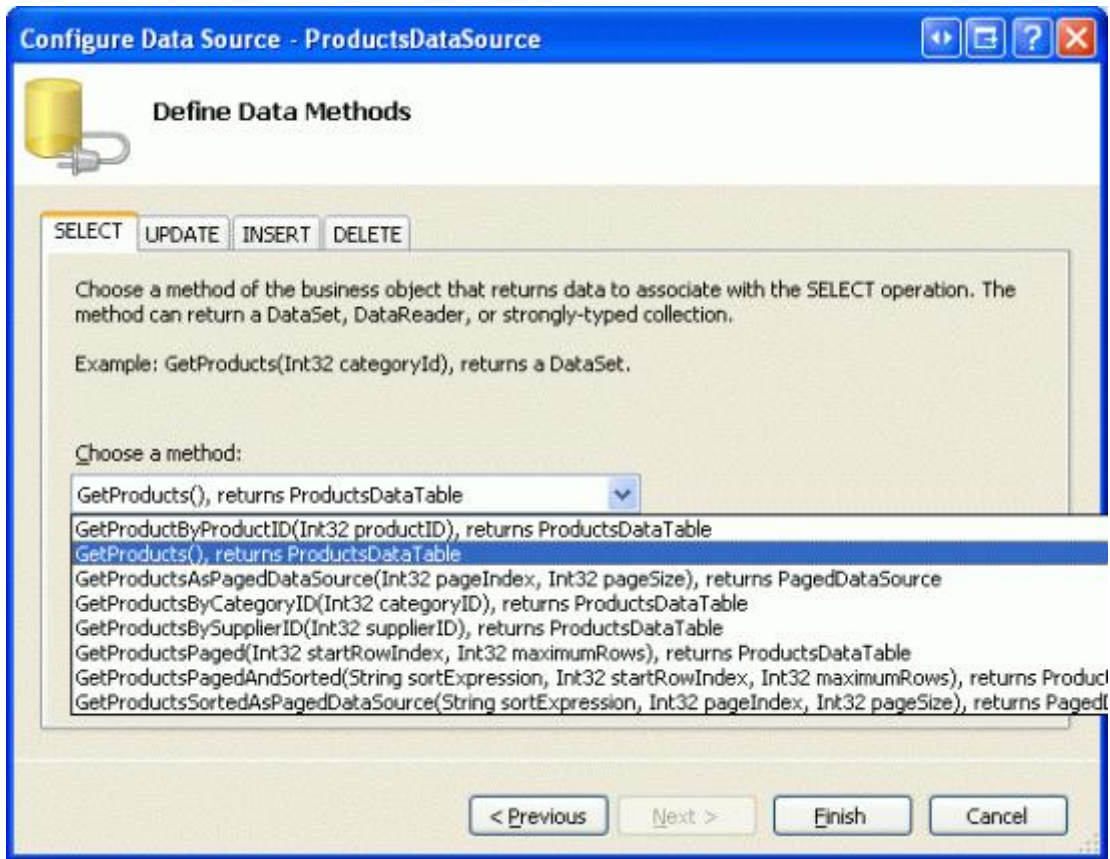 Configure Data Source - ProductsDataSource
Define Data Methods
SELECT UPDATE INSERT DELETE
Choose a method of the business object that returns data to associate with the SELECT operation. The
method can return a DataSet, DataReader, or strongly-typed collection.
Example: GetProducts(Int32 categoryId), returns a DataSet.
Choose a method:
GetProducts(), returns ProductsDataTable
GetProductByProductID(Int32 productID), returns ProductsDataTable
GetProducts(), returns ProductsDataTable
GetProductsAsPagedDataSource(Int32 pageIndex, Int32 pageSize), returns PagedDataSource
GetProductsByCategoryID(Int32 categoryID), returns ProductsDataTable
GetProductsBySupplierID(Int32 supplierID), returns ProductsDataTable
GetProductsPaged(Int32 startRowIndex, Int32 maximumRows), returns ProductsDataTable
GetProductsPagedAndSorted(String sortExpression, Int32 startRowIndex, Int32 maximumRows), returns Product
GetProductsSortedAsPagedDataSource(String sortExpression, Int32 pageIndex, Int32 pageSize), returns PagedD
< Previous Next > Finish Cancel